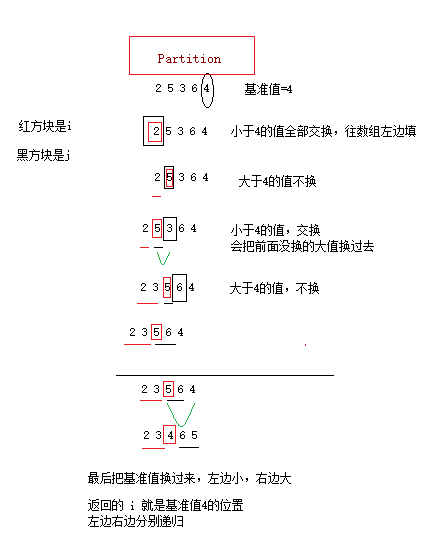 Partition
2 5 3 6 4
基准值=4
红方块是i
2 5 3 6 4
小于4的值全部交换，往数组左边填
黑方块是j
2 5 3 6 4
大于4的值不换
2 5 3 6 4
小于4的值，交换
会把前面没换的大值换过去
2 3 5 6 4
大于4的值，不换
2 3 5 6 4
2 3 5 6 4
2 3 4 6 5
最后把基准值换过来，左边小，右边大
返回的 i 就是基准值4的位置
左边右边分别递归